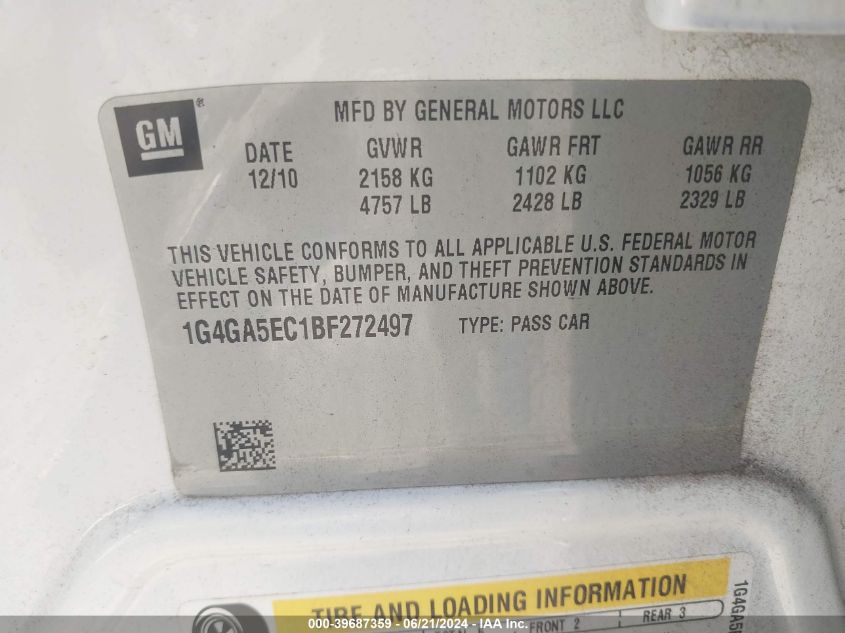 GM®
MFD BY GENERAL MOTORS LLC
DATE GVWR GAWR FRT GAWR RR
12/10 2158 KG 1102 KG 1056 KG
4757 LB 2428 LB 2329 LB
THIS VEHICLE CONFORMS TO ALL APPLICABLE U.S. FEDERAL MOTOR
VEHICLE SAFETY, BUMPER, AND THEFT PREVENTION STANDARDS IN
EFFECT ON THE DATE OF MANUFACTURE SHOWN ABOVE.
1G4GA5EC1BF272497 TYPE: PASS CAR
TIRE AND LOADING INFORMATION
FRONT 2 REAR 3
1G4GA5
000-39687359 - 06/21/2024 - IAA Inc.